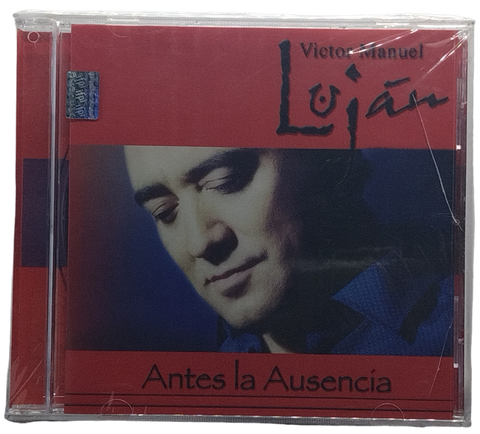 Victor Manuel
Luján
Antes la Ausencia